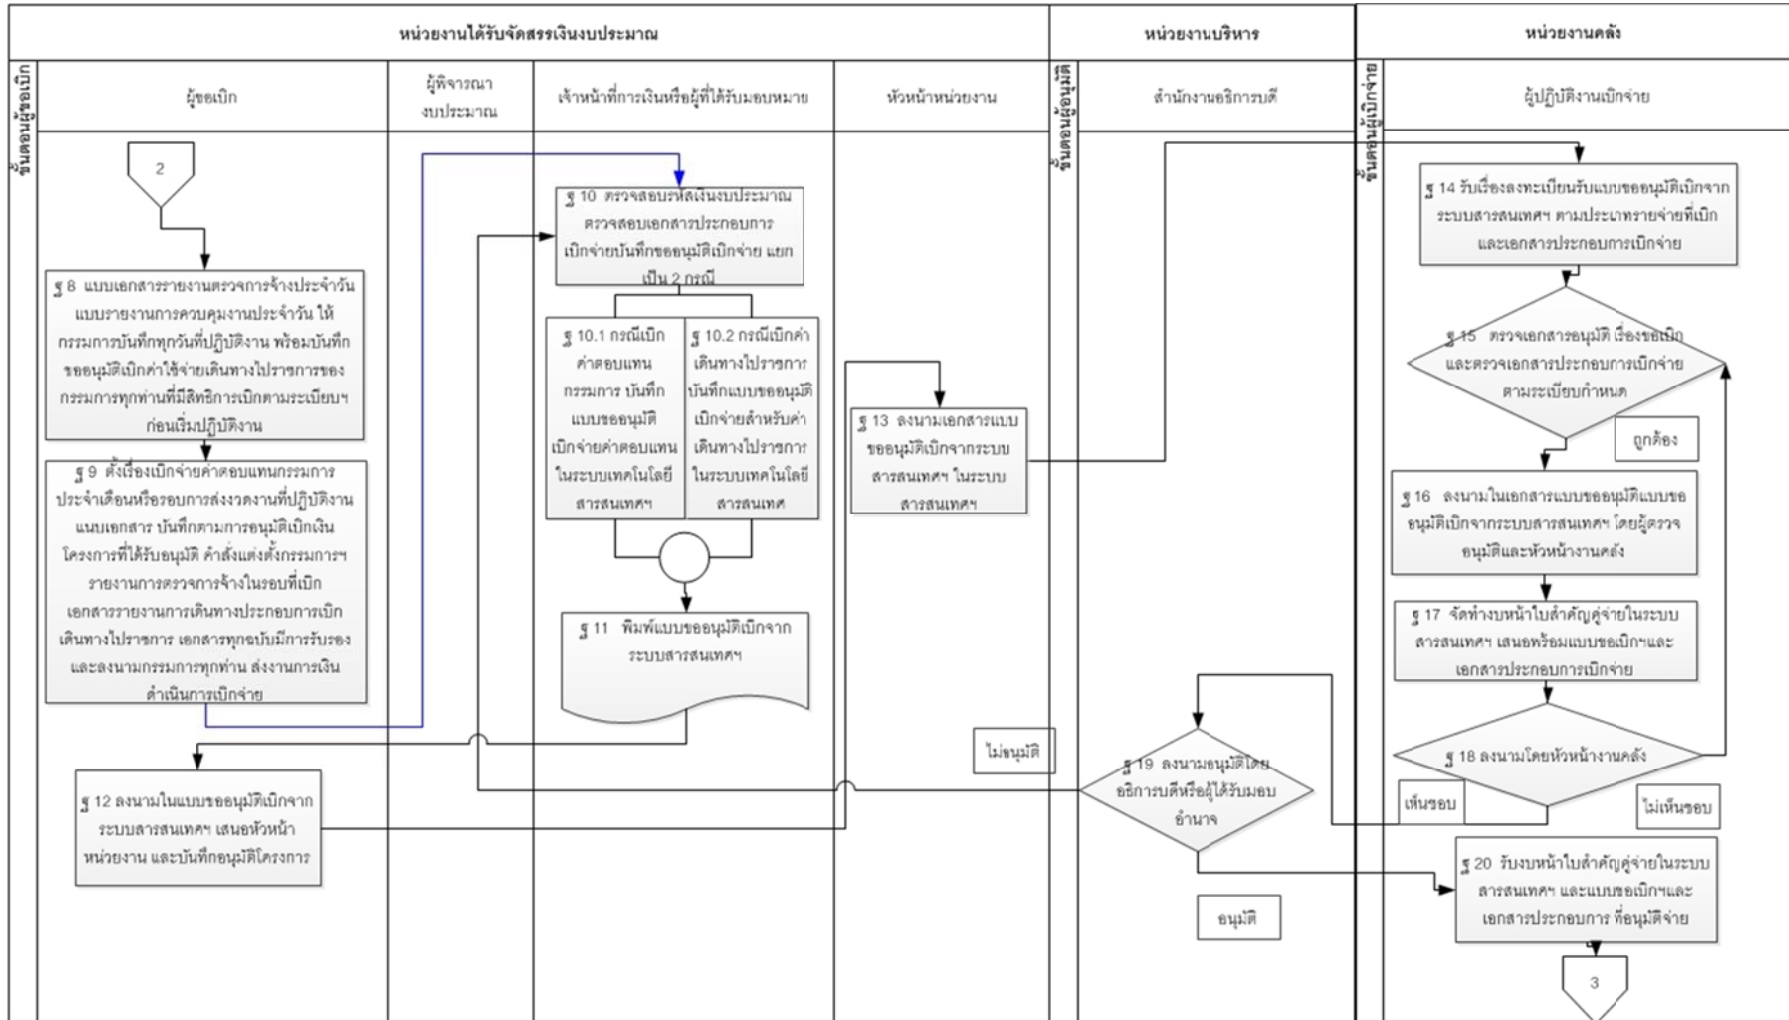 หน่วยงานได้รับจัดสรรเงินงบประมาณ
หน่วยงานบริหาร
หน่วยงานคลัง
ขั้นตอนผู้ขอเบิก
ผู้ขอเบิก
ผู้พิจารณา
งบประมาณ
เจ้าหน้าที่การเงินหรือผู้ที่ได้รับมอบหมาย
หัวหน้าหน่วยงาน
ขั้นตอนผู้อนุมัติ
สำนักงานอธิการบดี
ขั้นตอนผู้เบิกจ่าย
ผู้ปฏิบัติงานเบิกจ่าย
2
ฐ 8 แบบเอกสารรายงานตรวจการจ้างประจำวัน
แบบรายงานการควบคุมงานประจำวัน ให้
กรรมการบันทึกทุกวันที่ปฏิบัติงาน พร้อมบันทึก
ขออนุมัติเบิกค่าใช้จ่ายเดินทางไปราชการของ
กรรมการทุกท่านที่มีสิทธิการเบิกตามระเบียบฯ
ก่อนเริ่มปฏิบัติงาน
ฐ 9 ตั้งเรื่องเบิกจ่ายค่าตอบแทนกรรมการ
ประจำเดือนหรือรอบการส่งงวดงานที่ปฏิบัติงาน
แนบเอกสาร บันทึกตามการอนุมัติเบิกเงิน
โครงการที่ได้รับอนุมัติ คำสั่งแต่งตั้งกรรมการฯ
รายงานการตรวจการจ้างในรอบที่เบิก
เอกสารรายงานการเดินทางประกอบการเบิก
เดินทางไปราชการ เอกสารทุกฉบับมีการรับรอง
และลงนามกรรมการทุกท่าน ส่งงานการเงิน
ดำเนินการเบิกจ่าย
ฐ 10 ตรวจสอบรหัสเงินงบประมาณ
ตรวจสอบเอกสารประกอบการ
เบิกจ่ายบันทึกขออนุมัติเบิกจ่าย แยก
เป็น 2 กรณี
ฐ 10.1 กรณีเบิก
ค่าตอบแทน
กรรมการ บันทึก
แบบขออนุมัติ
เบิกจ่ายค่าตอบแทน
ในระบบเทคโนโลยี
สารสนเทศฯ
ฐ 10.2 กรณีเบิกค่า
เดินทางไปราชการ
บันทึกแบบขออนุมัติ
เบิกจ่ายสำหรับค่า
เดินทางไปราชการ
ในระบบเทคโนโลยี
สารสนเทศ
ฐ 11 พิมพ์แบบขออนุมัติเบิกจาก
ระบบสารสนเทศฯ
ฐ 12 ลงนามในแบบขออนุมัติเบิกจาก
ระบบสารสนเทศฯ เสนอหัวหน้า
หน่วยงาน และบันทึกอนุมัติโครงการ
ฐ 13 ลงนามเอกสารแบบ
ขออนุมัติเบิกจากระบบ
สารสนเทศฯ ในระบบ
สารสนเทศฯ
ฐ 14 รับเรื่องลงทะเบียนรับแบบขออนุมัติเบิกจาก
ระบบสารสนเทศฯ ตามประเภทรายจ่ายที่เบิก
และเอกสารประกอบการเบิกจ่าย
ฐ 15 ตรวจเอกสารอนุมัติ เรื่องขอเบิก
และตรวจเอกสารประกอบการเบิกจ่าย
ตามระเบียบกำหนด
ถูกต้อง
ฐ 16 ลงนามในเอกสารแบบขออนุมัติแบบขอ
อนุมัติเบิกจากระบบสารสนเทศฯ โดยผู้ตรวจ
อนุมัติและหัวหน้างานคลัง
ฐ 17 จัดทำงบหน้าใบสำคัญคู่จ่ายในระบบ
สารสนเทศฯ เสนอพร้อมแบบขอเบิกฯและ
เอกสารประกอบการเบิกจ่าย
ฐ 18 ลงนามโดยหัวหน้างานคลัง
เห็นชอบ
ไม่เห็นชอบ
ไม่อนุมัติ
ฐ 19 ลงนามอนุมัติโดย
อธิการบดีหรือผู้ได้รับมอบ
อำนาจ
อนุมัติ
ฐ 20 รับงบหน้าใบสำคัญคู่จ่ายในระบบ
สารสนเทศฯ และแบบขอเบิกฯและ
เอกสารประกอบการ ที่อนุมัติจ่าย
3